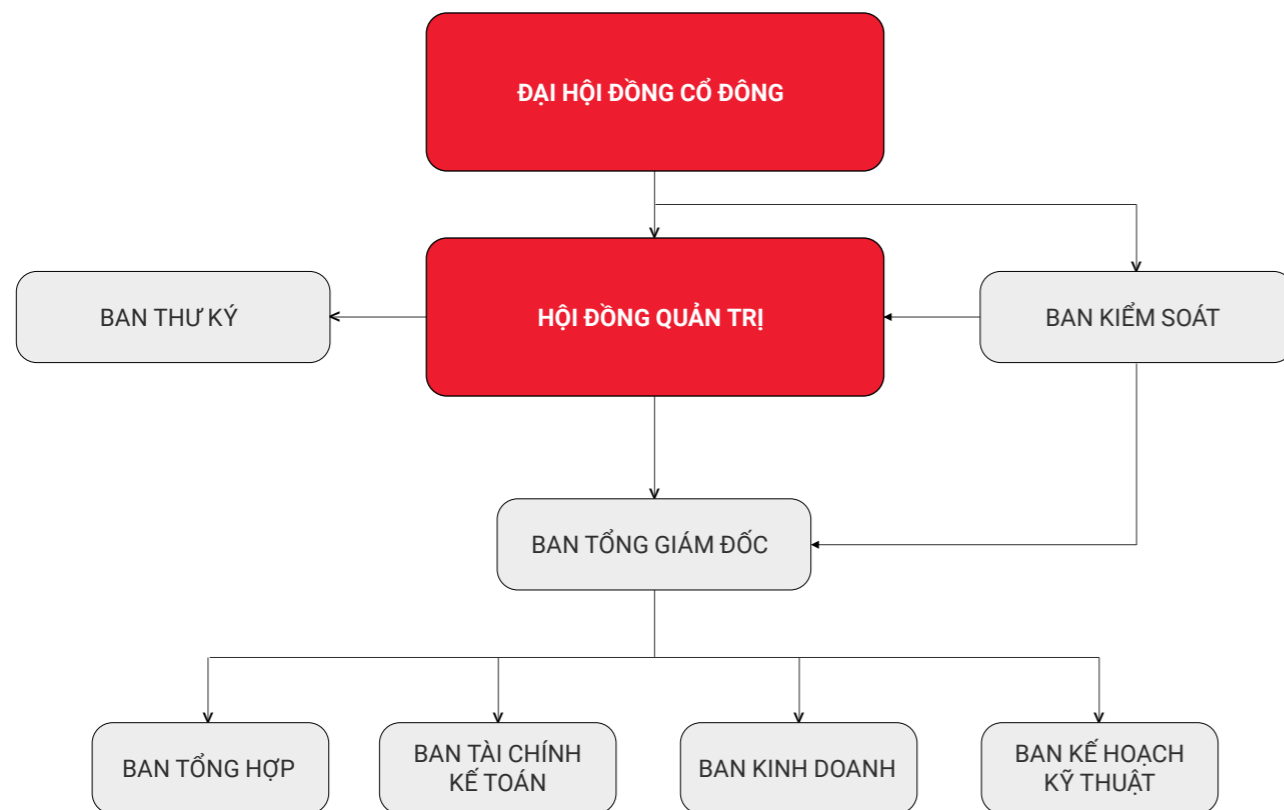 ĐẠI HỘI ĐỒNG CỔ ĐÔNG
BAN THƯ KÝ
HỘI ĐỒNG QUẢN TRỊ
BAN KIỂM SOÁT
BAN TỔNG GIÁM ĐỐC
BAN TỔNG HỢP
BAN TÀI CHÍNH
KẾ TOÁN
BAN KINH DOANH
BAN KẾ HOẠCH
KỸ THUẬT